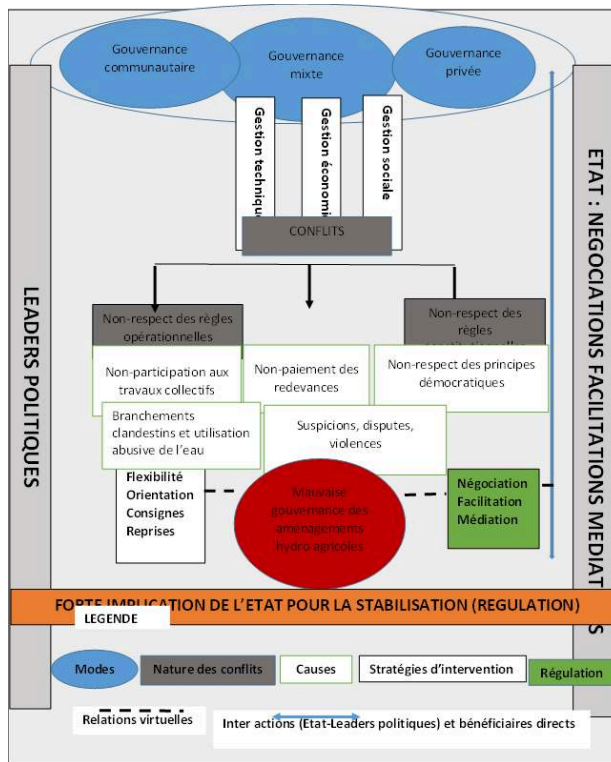 Gouvernance
communautaire
Gouvernance
mixte
Gouvernance
privée
Gestion technique
Gestion économi
Gestion sociale
CONFLITS
LEADERS POLITIQUES
ETAT : NEGOCIATIONS FACILITATIONS MEDIAT
S
Non-respect des règles
opérationnelles
Non-respect des
règles
Non-participation aux
travaux collectifs
Non-paiement des
redevances
Non-respect des principes
démocratiques
Branchements
clandestins et utilisation
abusive de l'eau
Suspicions, disputes,
violences
Flexibilité
Orientation
Consignes
Reprises
Mauvaise
gouvernance des
aménagements
hydro agricoles
Négociation
Facilitation
Médiation
FORTE IMPLICATION DE L'ETAT POUR LA STABILISATION (REGULATION)
LEGENDE
Modes
Nature des conflits
Causes
Stratégies d'intervention
Régulation
Relations virtuelles
Inter actions (Etat-Leaders politiques) et bénéficiaires directs